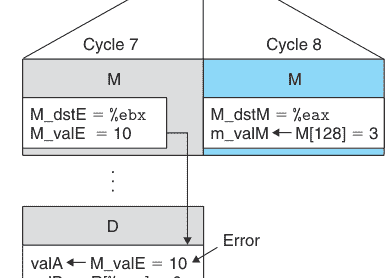 Cycle 7
Cycle 8
M
M
M_dstE = %ebx
M_valE = 10
M_dstM = %eax
m_valM ← M[128] = 3
D
Error
valA ← M_valE = 10